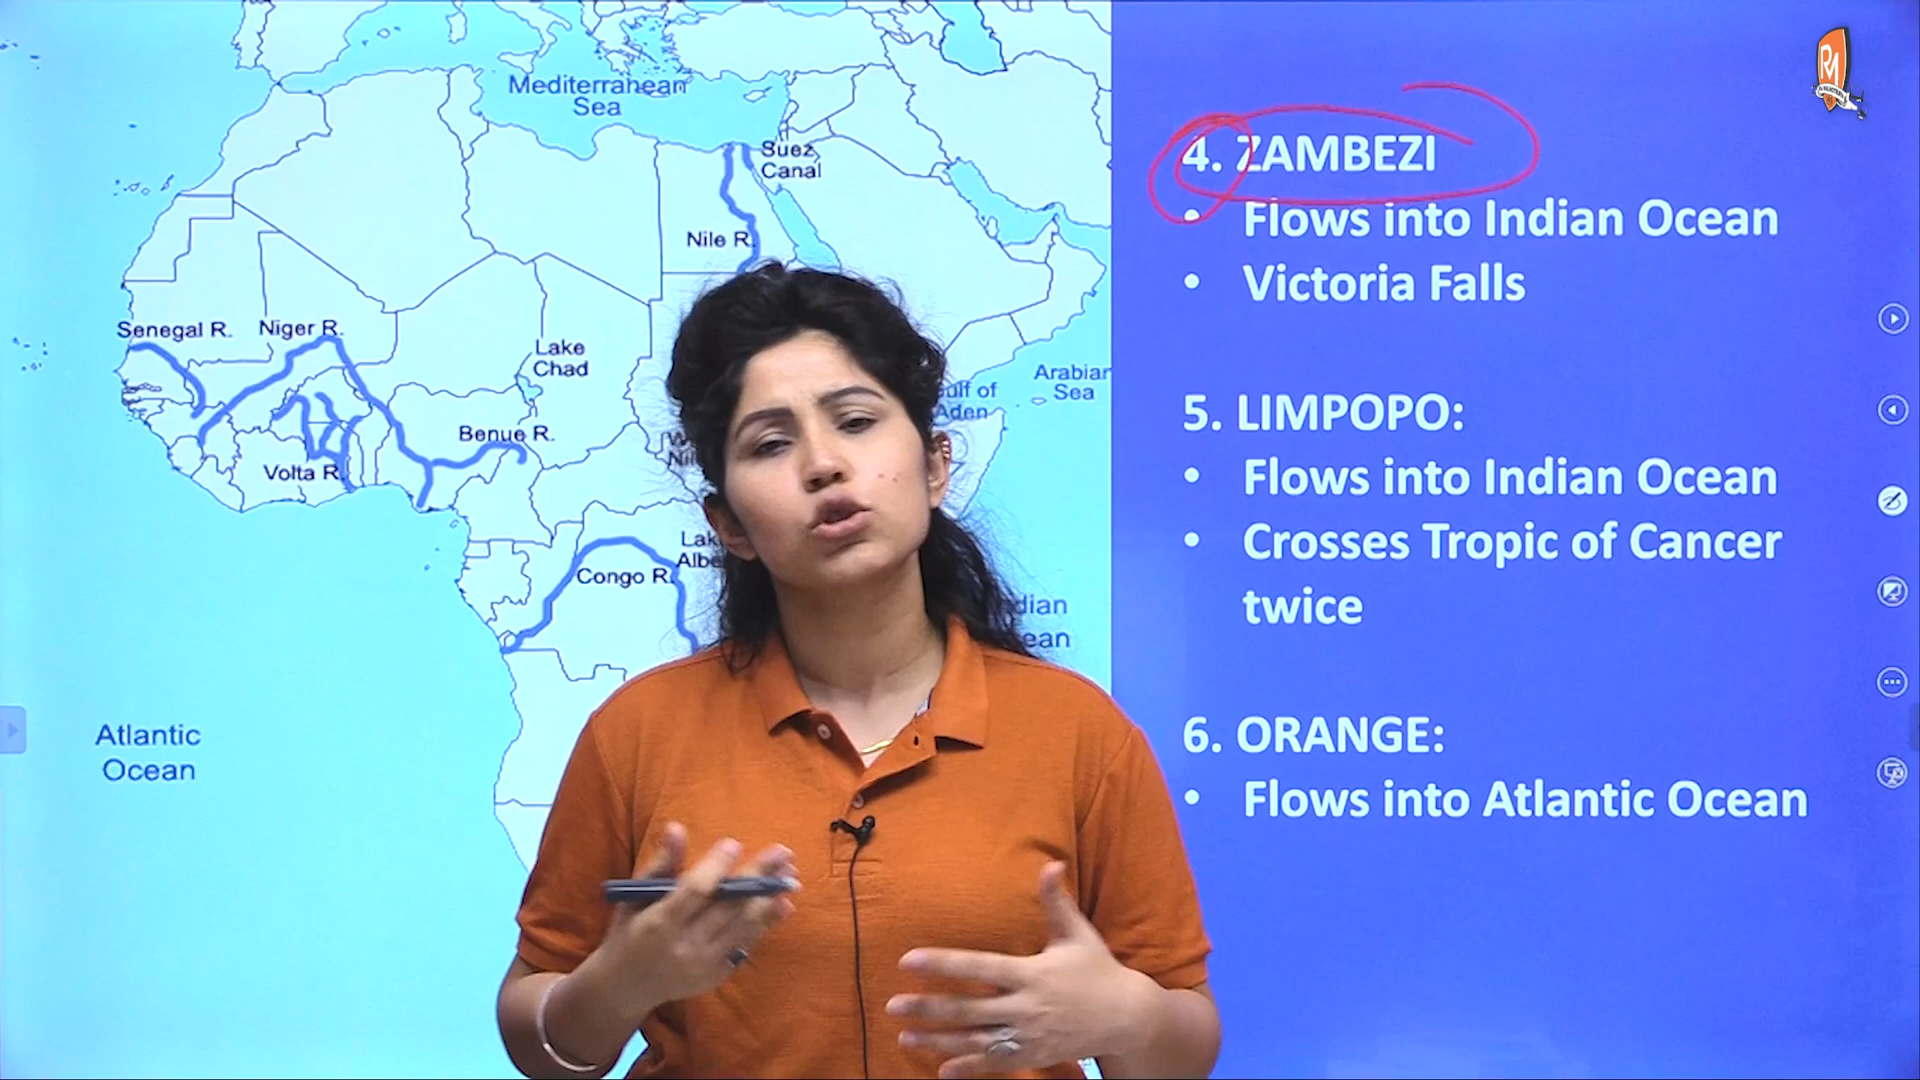 Mediterranean
Sea
Suez
Canal
Nile R.
Senegal R.
Niger R.
Lake
Chad
Arabian
Sea
Gulf of
Aden
Benue R.
Volta R.
Congo R.
Atlantic
Ocean
4. ZAMBEZI
• Flows into Indian Ocean
• Victoria Falls
5. LIMPOPO:
• Flows into Indian Ocean
• Crosses Tropic of Cancer
twice
6. ORANGE:
• Flows into Atlantic Ocean
RM